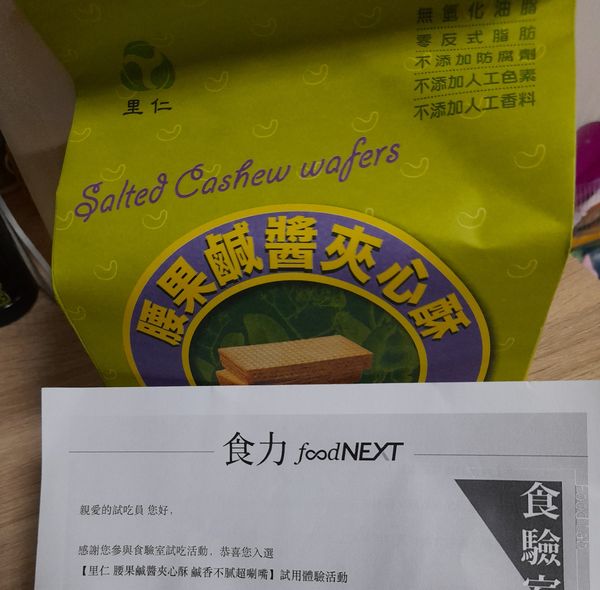 無氫化油脂
零反式脂肪
不添加防腐劑
不添加人工色素
不添加人工香料
里仁
Salted Cashew wafers
腰果鹹醬夾心酥
食力 foodNEXT
親愛的試吃員 您好,
感謝您參與食驗室試吃活動, 恭喜您入選
【里仁 腰果鹹醬夾心酥 鹹香不膩超唰嘴】試用體驗活動
食驗室